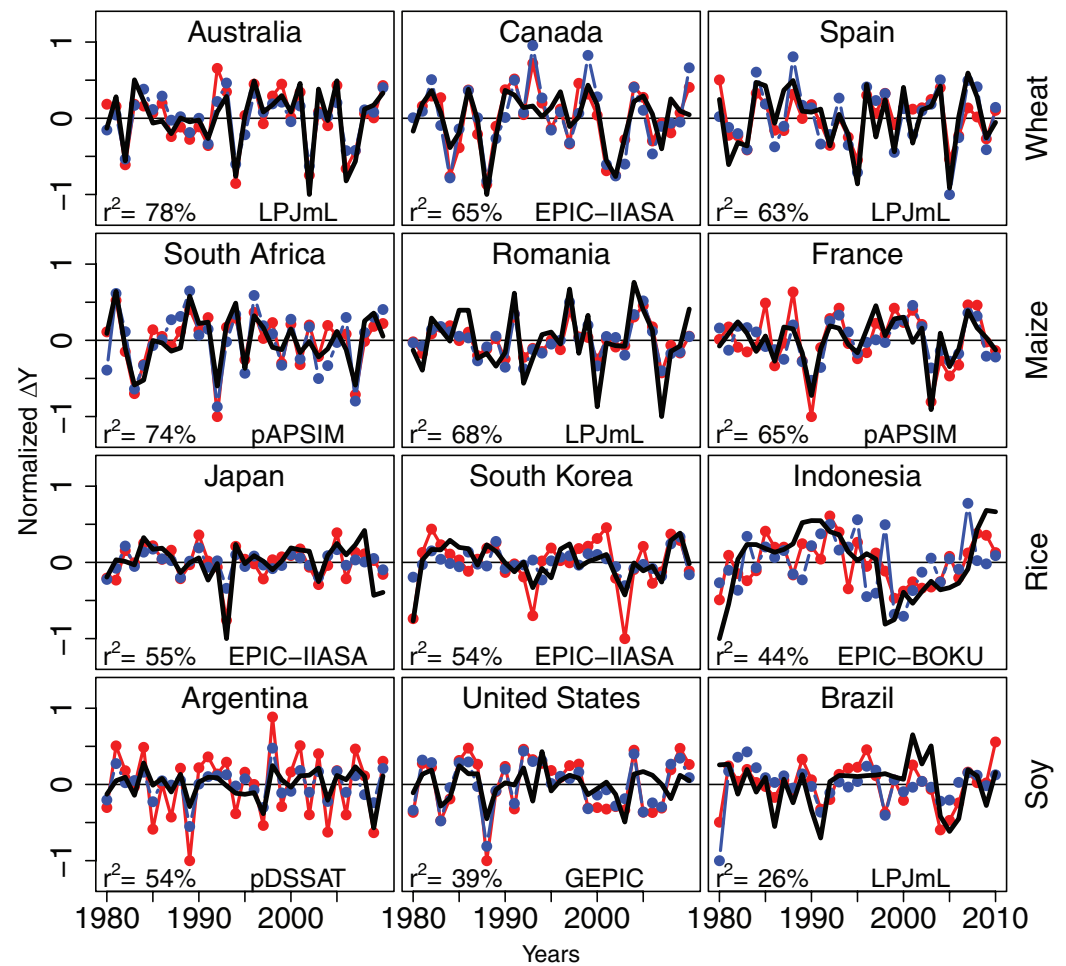 Australia
Canada
Spain
r²= 78% LPJmL
r²= 65% EPIC−IIASA
r²= 63% LPJmL
1
0
−1
Wheat
South Africa
Romania
France
r²= 74% pAPSIM
r²= 68% LPJmL
r²= 65% pAPSIM
1
0
−1
Maize
Normalized ΔY
Japan
South Korea
Indonesia
r²= 55% EPIC−IIASA
r²= 54% EPIC−IIASA
r²= 44% EPIC−BOKU
1
0
−1
Rice
Argentina
United States
Brazil
r²= 54% pDSSAT
r²= 39% GEPIC
r²= 26% LPJmL
1
0
−1
Soy
1980 1990 2000
1980 1990 2000
1980 1990 2000 2010
Years